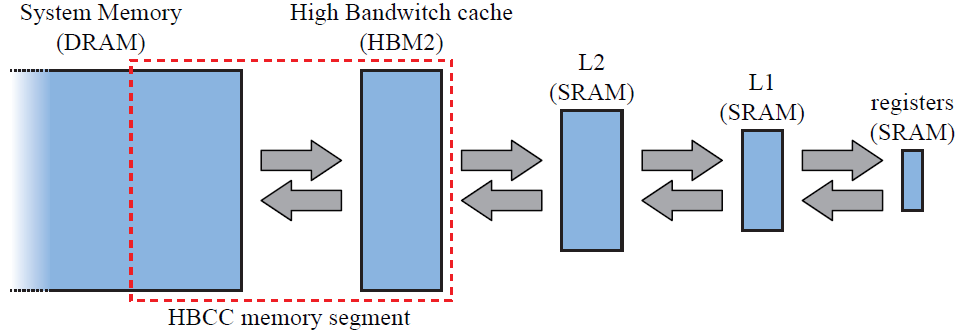 System Memory
(DRAM)
High Bandwitch cache
(HBM2)
L2
(SRAM)
L1
(SRAM)
registers
(SRAM)
HBCC memory segment